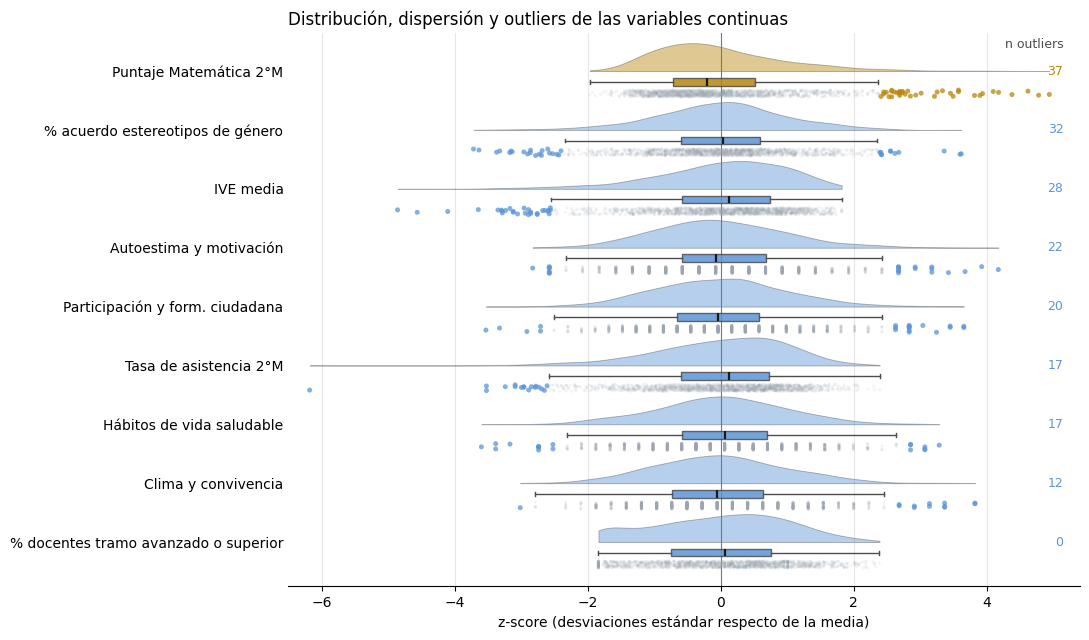 Distribución, dispersión y outliers de las variables continuas
n outliers
Puntaje Matemática 2°M
37
% acuerdo estereotipos de género
32
IVE media
28
Autoestima y motivación
22
Participación y form. ciudadana
20
Tasa de asistencia 2°M
17
Hábitos de vida saludable
17
Clima y convivencia
12
% docentes tramo avanzado o superior
0
−6 −4 −2 0 2 4
z-score (desviaciones estándar respecto de la media)